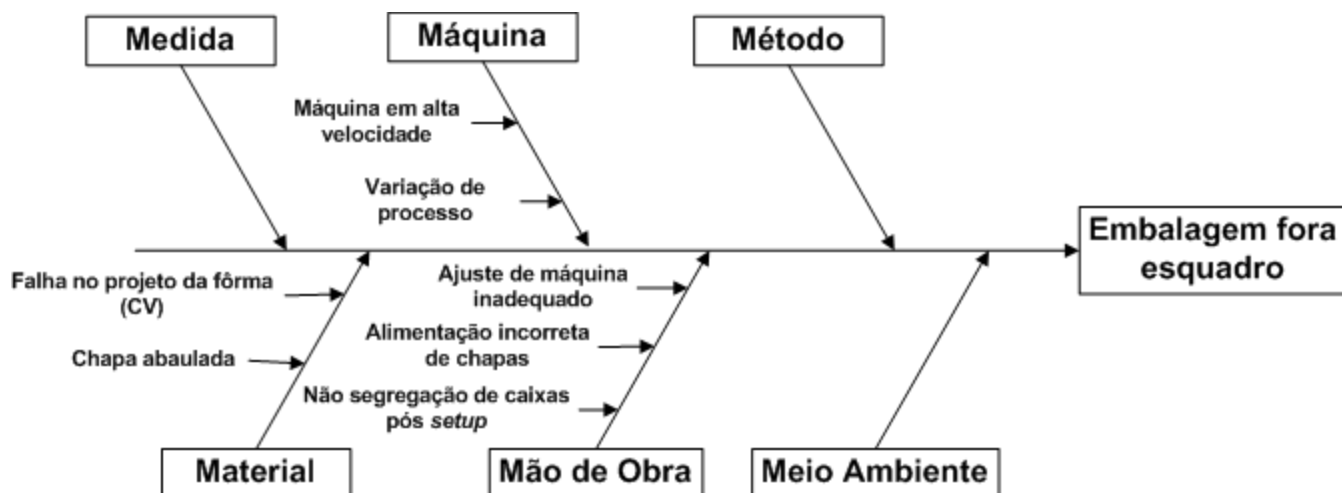 Medida
Máquina
Método
Máquina em alta
velocidade
Variação de
processo
Embalagem fora
esquadro
Falha no projeto da fôrma
(CV)
Chapa abaulada
Ajuste de máquina
inadequado
Alimentação incorreta
de chapas
Não segregação de caixas
pós setup
Material
Mão de Obra
Meio Ambiente